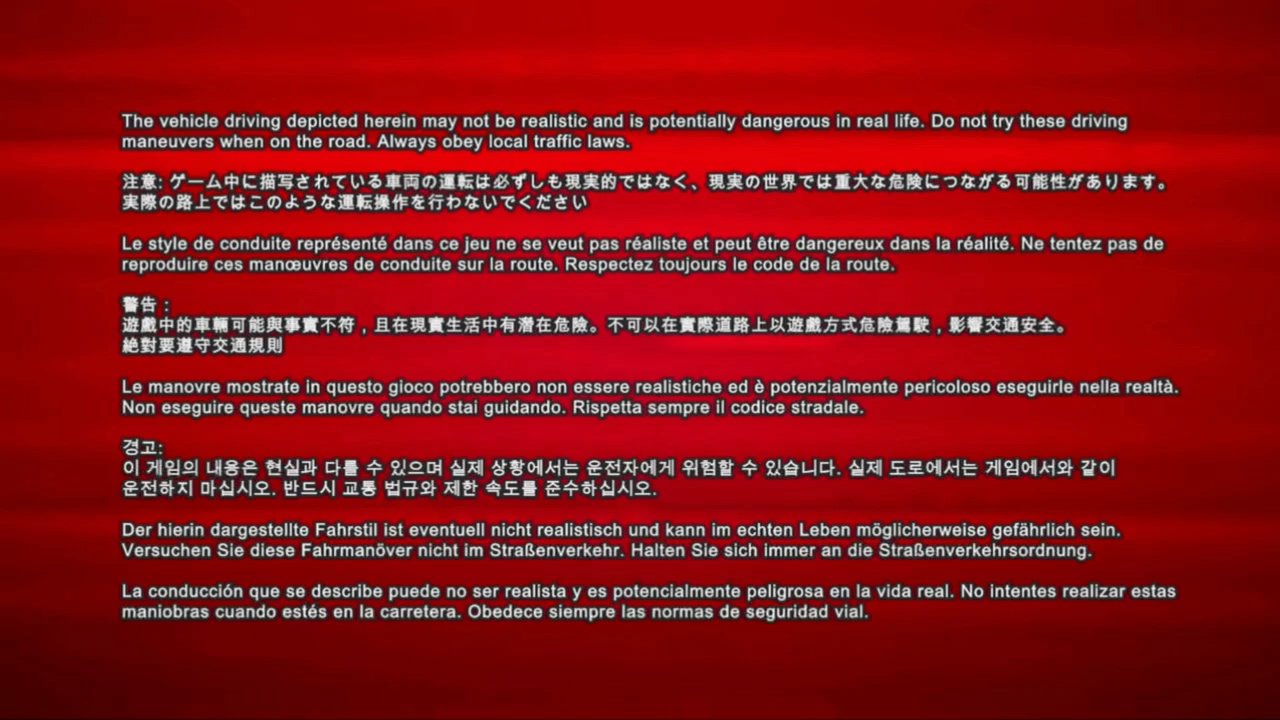 The vehicle driving depicted herein may not be realistic and is potentially dangerous in real life. Do not try these driving
maneuvers when on the road. Always obey local traffic laws.
注意: ゲーム中に描写されている車両の運転は必ずしも現実的ではなく、現実の世界では重大な危険につながる可能性があります。
実際の路上ではこのような運転操作を行わないでください
Le style de conduite représenté dans ce jeu ne se veut pas réaliste et peut être dangereux dans la réalité. Ne tentez pas de
reproduire ces manœuvres de conduite sur la route. Respectez toujours le code de la route.
警告：
遊戲中的車輛可能與事實不符，且在現實生活中有潛在危險。不可以在實際道路上以遊戲方式危險駕駛，影響交通安全。
絕對要遵守交通規則
Le manovre mostrate in questo gioco potrebbero non essere realistiche ed è potenzialmente pericoloso eseguirle nella realtà.
Non eseguire queste manovre quando stai guidando. Rispetta sempre il codice stradale.
경고:
이 게임의 내용은 현실과 다를 수 있으며 실제 상황에서는 운전자에게 위험할 수 있습니다. 실제 도로에서는 게임에서와 같이
운전하지 마십시오. 반드시 교통 법규와 제한 속도를 준수하십시오.
Der hierin dargestellte Fahrstil ist eventuell nicht realistisch und kann im echten Leben möglicherweise gefährlich sein.
Versuchen Sie diese Fahrmanöver nicht im Straßenverkehr. Halten Sie sich immer an die Straßenverkehrsordnung.
La conducción que se describe puede no ser realista y es potencialmente peligrosa en la vida real. No intentes realizar estas
maniobras cuando estés en la carretera. Obedece siempre las normas de seguridad vial.